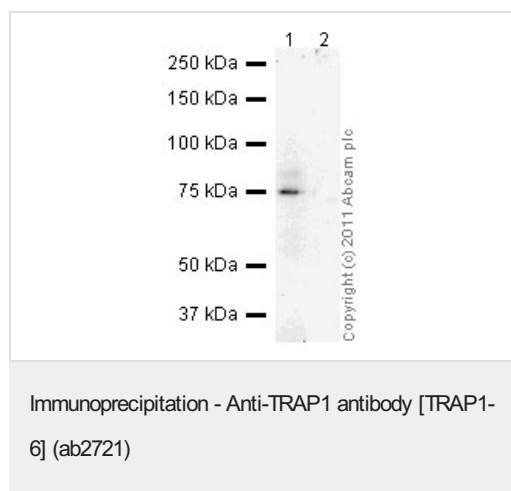 1 2
250 kDa
150 kDa
100 kDa
75 kDa
50 kDa
37 kDa
Copyright (c) 2011 Abcam plc
Immunoprecipitation - Anti-TRAP1 antibody [TRAP1-
6] (ab2721)